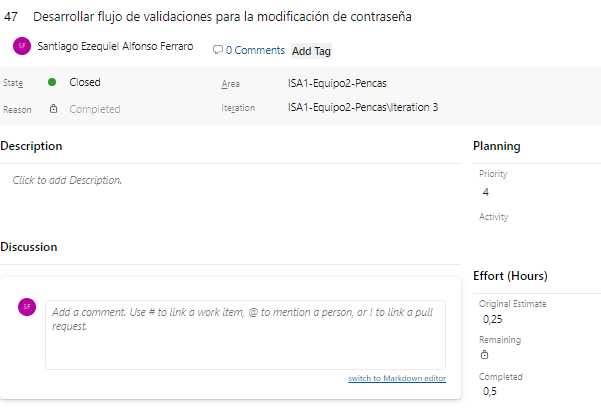 47 Desarrollar flujo de validaciones para la modificación de contraseña
SF Santiago Ezequiel Alfonso Ferraro 0 Comments Add Tag
State Closed Area ISA1-Equipo2-Pencas
Reason Completed Iteration ISA1-Equipo2-Pencas\Iteration 3
Description
Click to add Description.
Planning
Priority
4
Activity
Discussion
SF
Add a comment. Use # to link a work item, @ to mention a person, or ! to link a pull
request.
switch to Markdown editor
Effort (Hours)
Original Estimate
0,25
Remaining
Completed
0,5